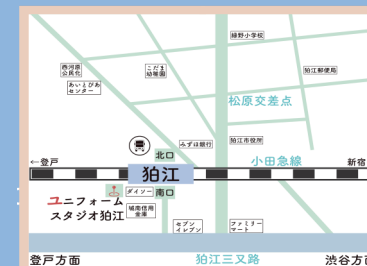 緑野小学校
西河原
公民館
こだま
幼稚園
狛江郵便局
あいとぴあ
センター
松原交差点
みずほ銀行
狛江市役所
北口
←登戸
狛江
小田急線
新宿
ダイソー
南口
ユニフォーム
スタジオ狛江
城南信用
金庫
セブン
イレブン
ファミリー
マート
登戸方面
狛江三叉路
渋谷方面